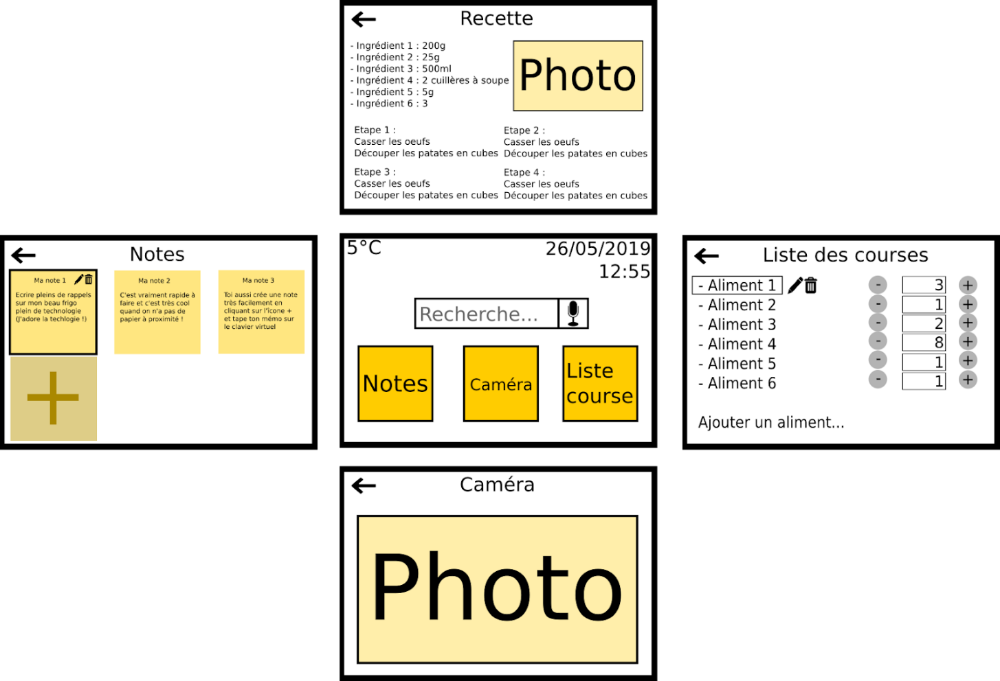 Recette
- Ingrédient 1 : 200g
- Ingrédient 2 : 25g
- Ingrédient 3 : 500ml
- Ingrédient 4 : 2 cuillères à soupe
- Ingrédient 5 : 5g
- Ingrédient 6 : 3
Photo
Etape 1 :
Casser les oeufs
Découper les patates en cubes
Etape 2 :
Casser les oeufs
Découper les patates en cubes
Etape 3 :
Casser les oeufs
Découper les patates en cubes
Etape 4 :
Casser les oeufs
Découper les patates en cubes
Notes
Ma note 1
Ecrire pleins de rappels
sur mon beau frigo
plein de technologie
(J'adore la techlogie !)
Ma note 2
C'est vraiment rapide à
faire et c'est très cool
quand on n'a pas de
papier à proximité !
Ma note 3
Toi aussi crée une note
très facilement en
cliquant sur l'îcone +
et tape ton mémo sur
le clavier virtuel
5°C
26/05/2019
12:55
Recherche...
Notes
Caméra
Liste
course
Liste des courses
- Aliment 1 - 3 +
- Aliment 2 - 1 +
- Aliment 3 - 2 +
- Aliment 4 - 8 +
- Aliment 5 - 1 +
- Aliment 6 - 1 +
Ajouter un aliment...
Caméra
Photo